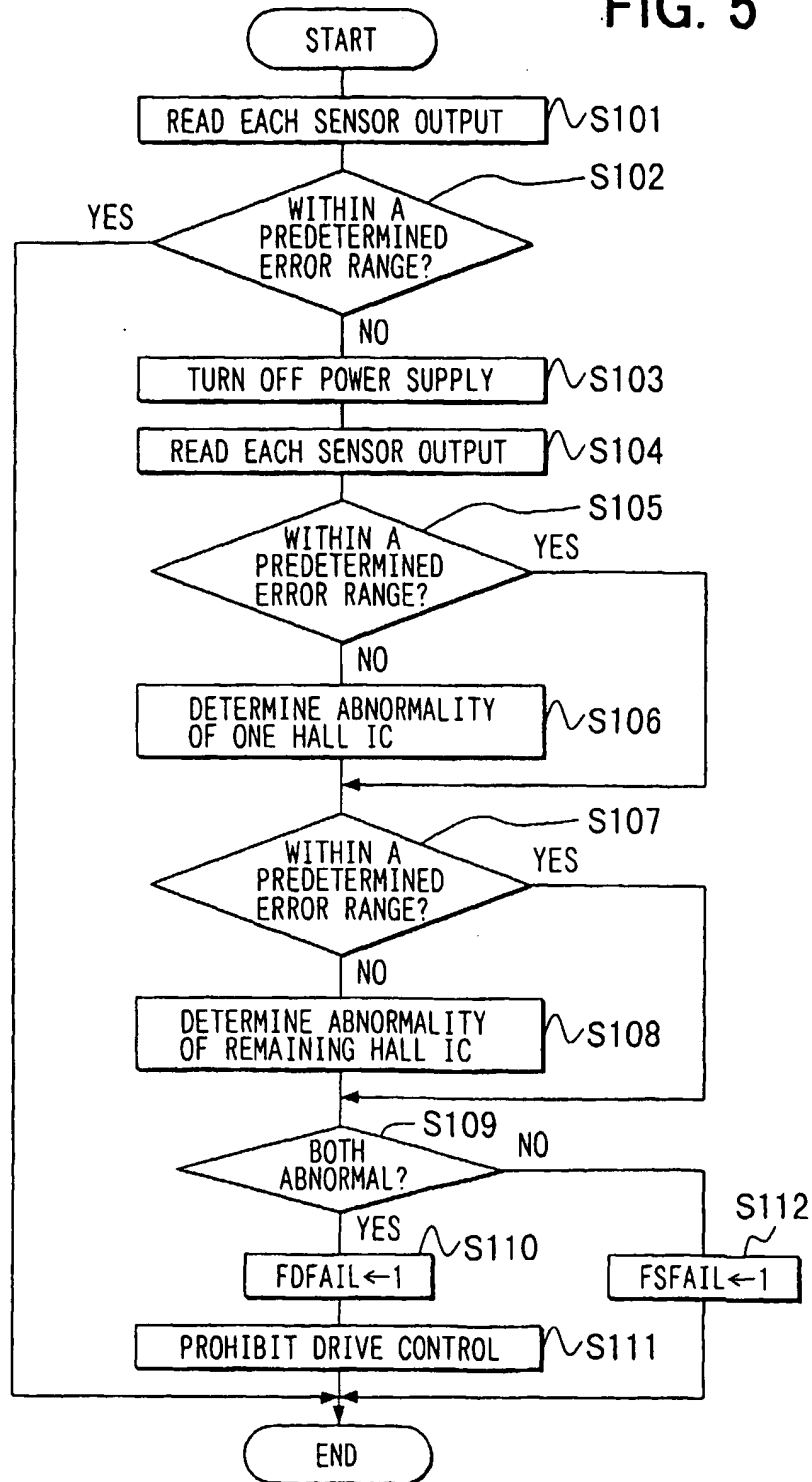 FIG. 5
START
READ EACH SENSOR OUTPUT
S101
S102
YES
WITHIN A
PREDETERMINED
ERROR RANGE?
NO
TURN OFF POWER SUPPLY
S103
READ EACH SENSOR OUTPUT
S104
S105
WITHIN A
PREDETERMINED
ERROR RANGE?
YES
NO
DETERMINE ABNORMALITY
OF ONE HALL IC
S106
S107
WITHIN A
PREDETERMINED
ERROR RANGE?
YES
NO
DETERMINE ABNORMALITY
OF REMAINING HALL IC
S108
S109
BOTH
ABNORMAL?
NO
YES
S110
S112
FDFAIL←1
FSFAIL←1
PROHIBIT DRIVE CONTROL
S111
END